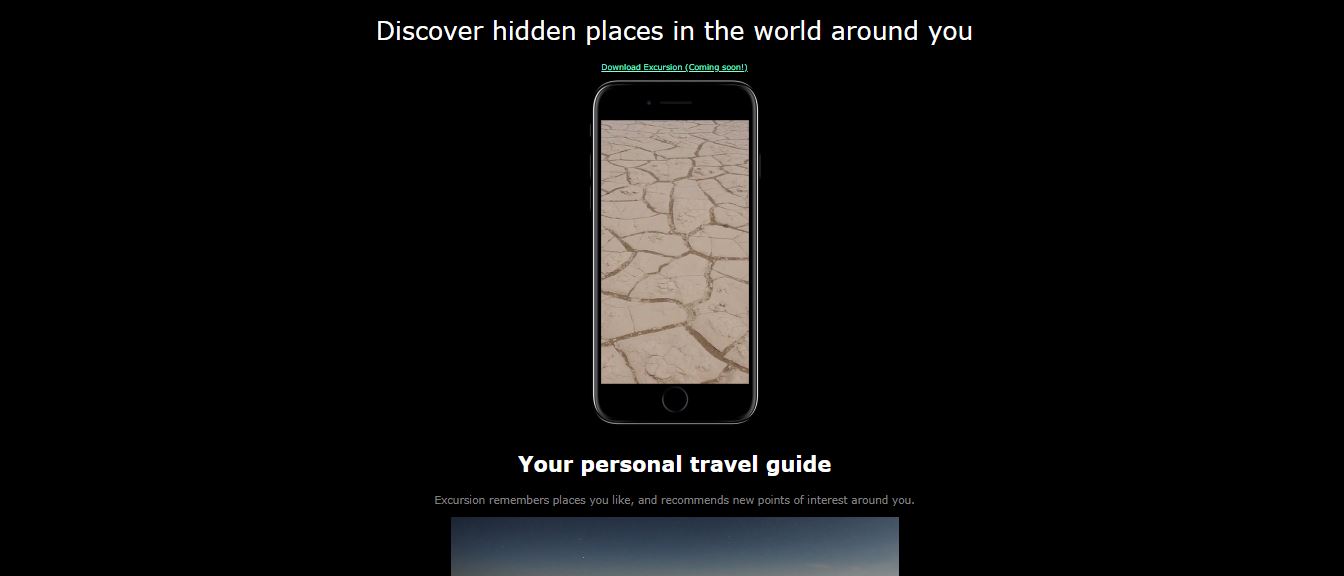 Discover hidden places in the world around you
Download Excursion (Coming soon!)
Your personal travel guide
Excursion remembers places you like, and recommends new points of interest around you.